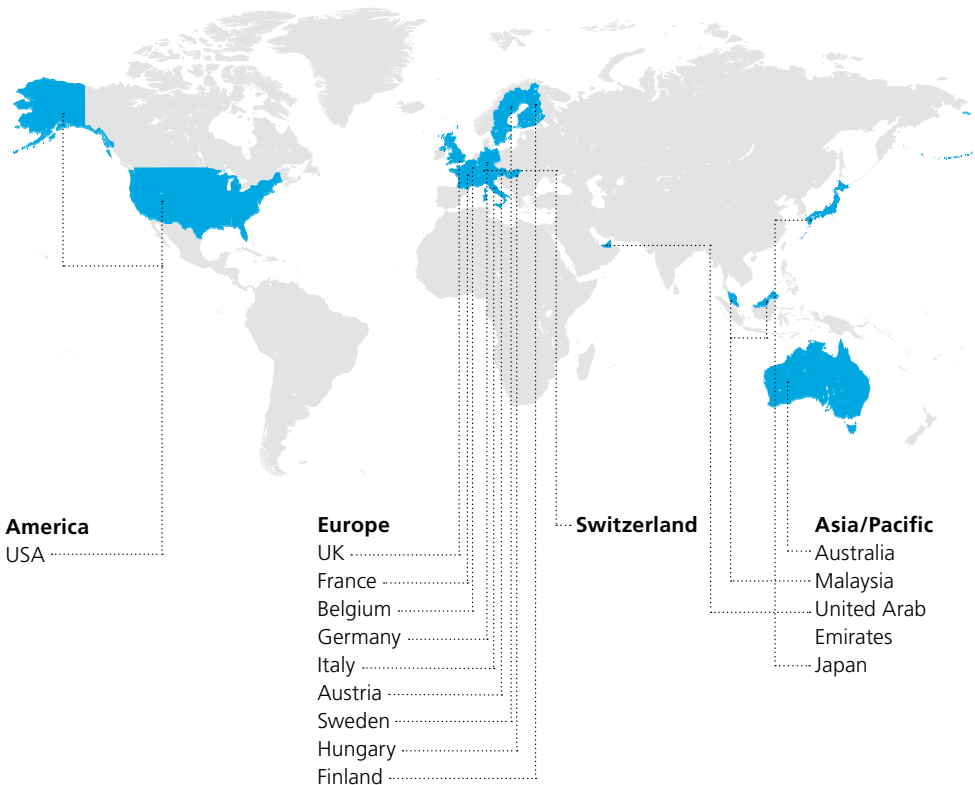 America
USA
Europe
UK
France
Belgium
Germany
Italy
Austria
Sweden
Hungary
Finland
Switzerland
Asia/Pacific
Australia
Malaysia
United Arab
Emirates
Japan